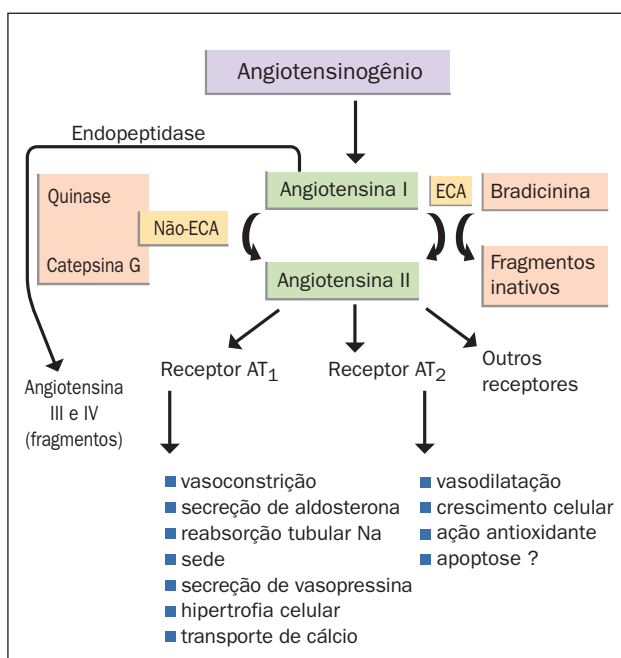 Angiotensinogênio
Endopeptidase
Quinase
Catepsina G
Não-ECA
Angiotensina I
ECA
Bradicinina
Angiotensina II
Fragmentos
inativos
Angiotensina
III e IV
(fragmentos)
Receptor AT1
Receptor AT2
Outros
receptores
vasoconstrição
secreção de aldosterona
reabsorção tubular Na
sede
secreção de vasopressina
hipertrofia celular
transporte de cálcio
vasodilatação
crescimento celular
ação antioxidante
apoptose ?